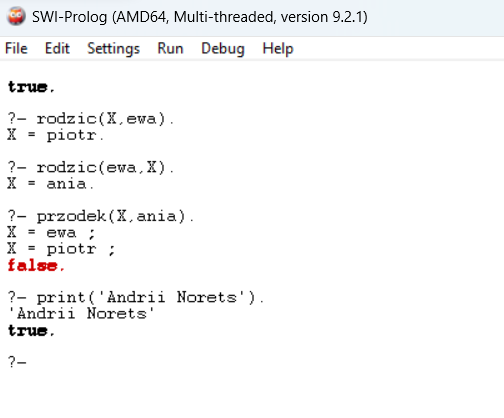 SWI-Prolog (AMD64, Multi-threaded, version 9.2.1)
File Edit Settings Run Debug Help
true.
?- rodzic(X,ewa).
X = piotr.
?- rodzic(ewa,X).
X = ania.
?- przodek(X,ania).
X = ewa ;
X = piotr ;
false.
?- print('Andrii Norets').
'Andrii Norets'
true.
?-